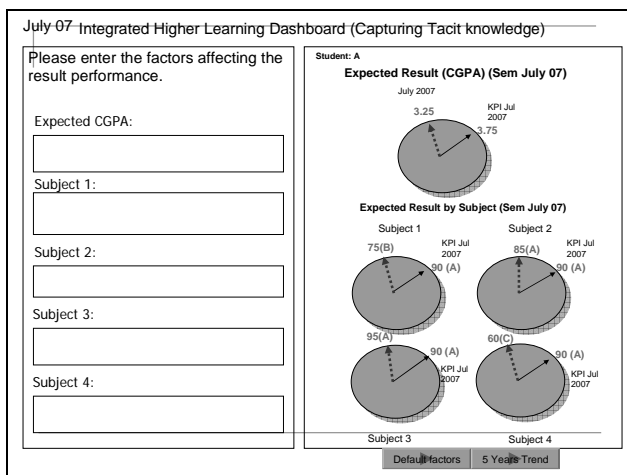 July 07 Integrated Higher Learning Dashboard (Capturing Tacit knowledge)
Please enter the factors affecting the
result performance.
Expected CGPA:
Subject 1:
Subject 2:
Subject 3:
Subject 4:
Student: A
Expected Result (CGPA) (Sem July 07)
July 2007
3.25
KPI Jul
2007
3.75
Expected Result by Subject (Sem July 07)
Subject 1
75(B)
KPI Jul
2007
90 (A)
Subject 2
85(A)
KPI Jul
2007
90 (A)
95(A)
90 (A)
KPI Jul
2007
Subject 3
60(C)
90 (A)
KPI Jul
2007
Subject 4
Default factors
5 Years Trend